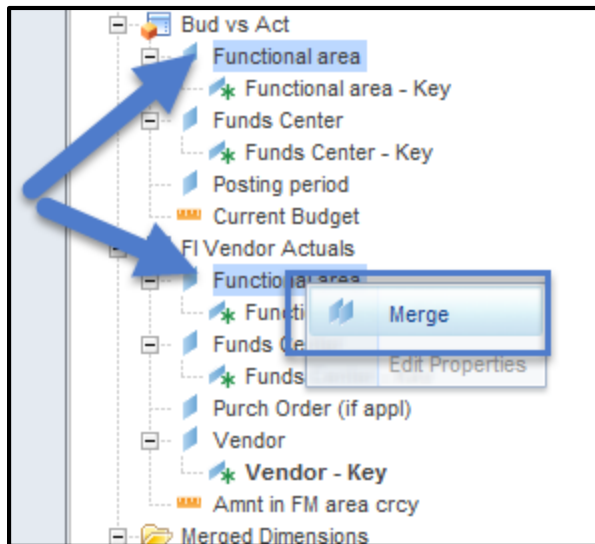 Bud vs Act
Functional area
Functional area - Key
Funds Center
Funds Center - Key
Posting period
Current Budget
FI Vendor Actuals
Functional area
Functi
Merge
Funds Center
Edit Properties
Funds
Purch Order (if appl)
Vendor
Vendor - Key
Amnt in FM area crcy
Merged Dimensions